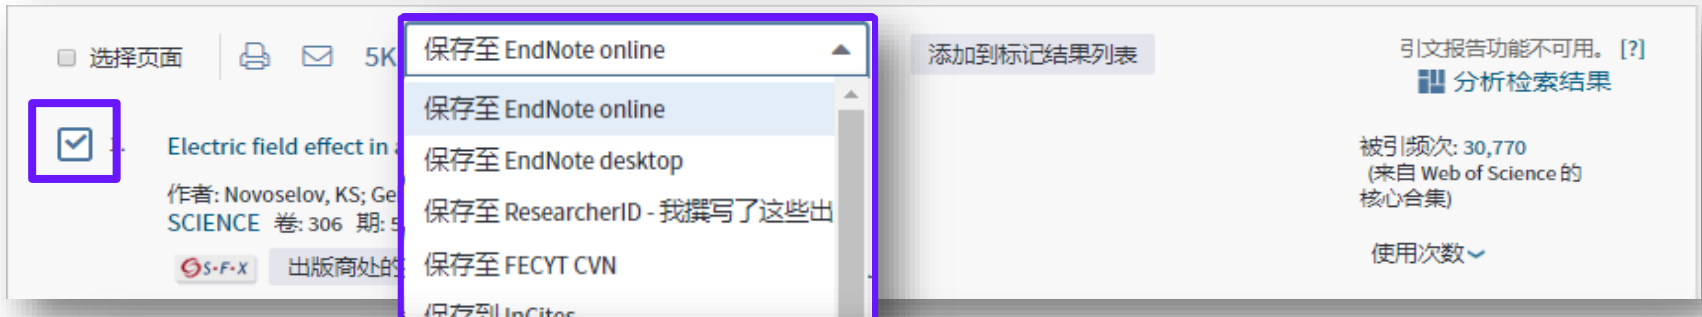 选择页面
5K
保存至 EndNote online
添加到标记结果列表
引文报告功能不可用。 [?]
分析检索结果
保存至 EndNote online
保存至 EndNote desktop
保存至 ResearcherID - 我撰写了这些出
保存至 FECYT CVN
保存到 InCites
Electric field effect in
作者: Novoselov, KS; Ge
SCIENCE 卷: 306 期: 5
S·F·X
出版商处的
被引频次: 30,770
(来自 Web of Science 的
核心合集)
使用次数